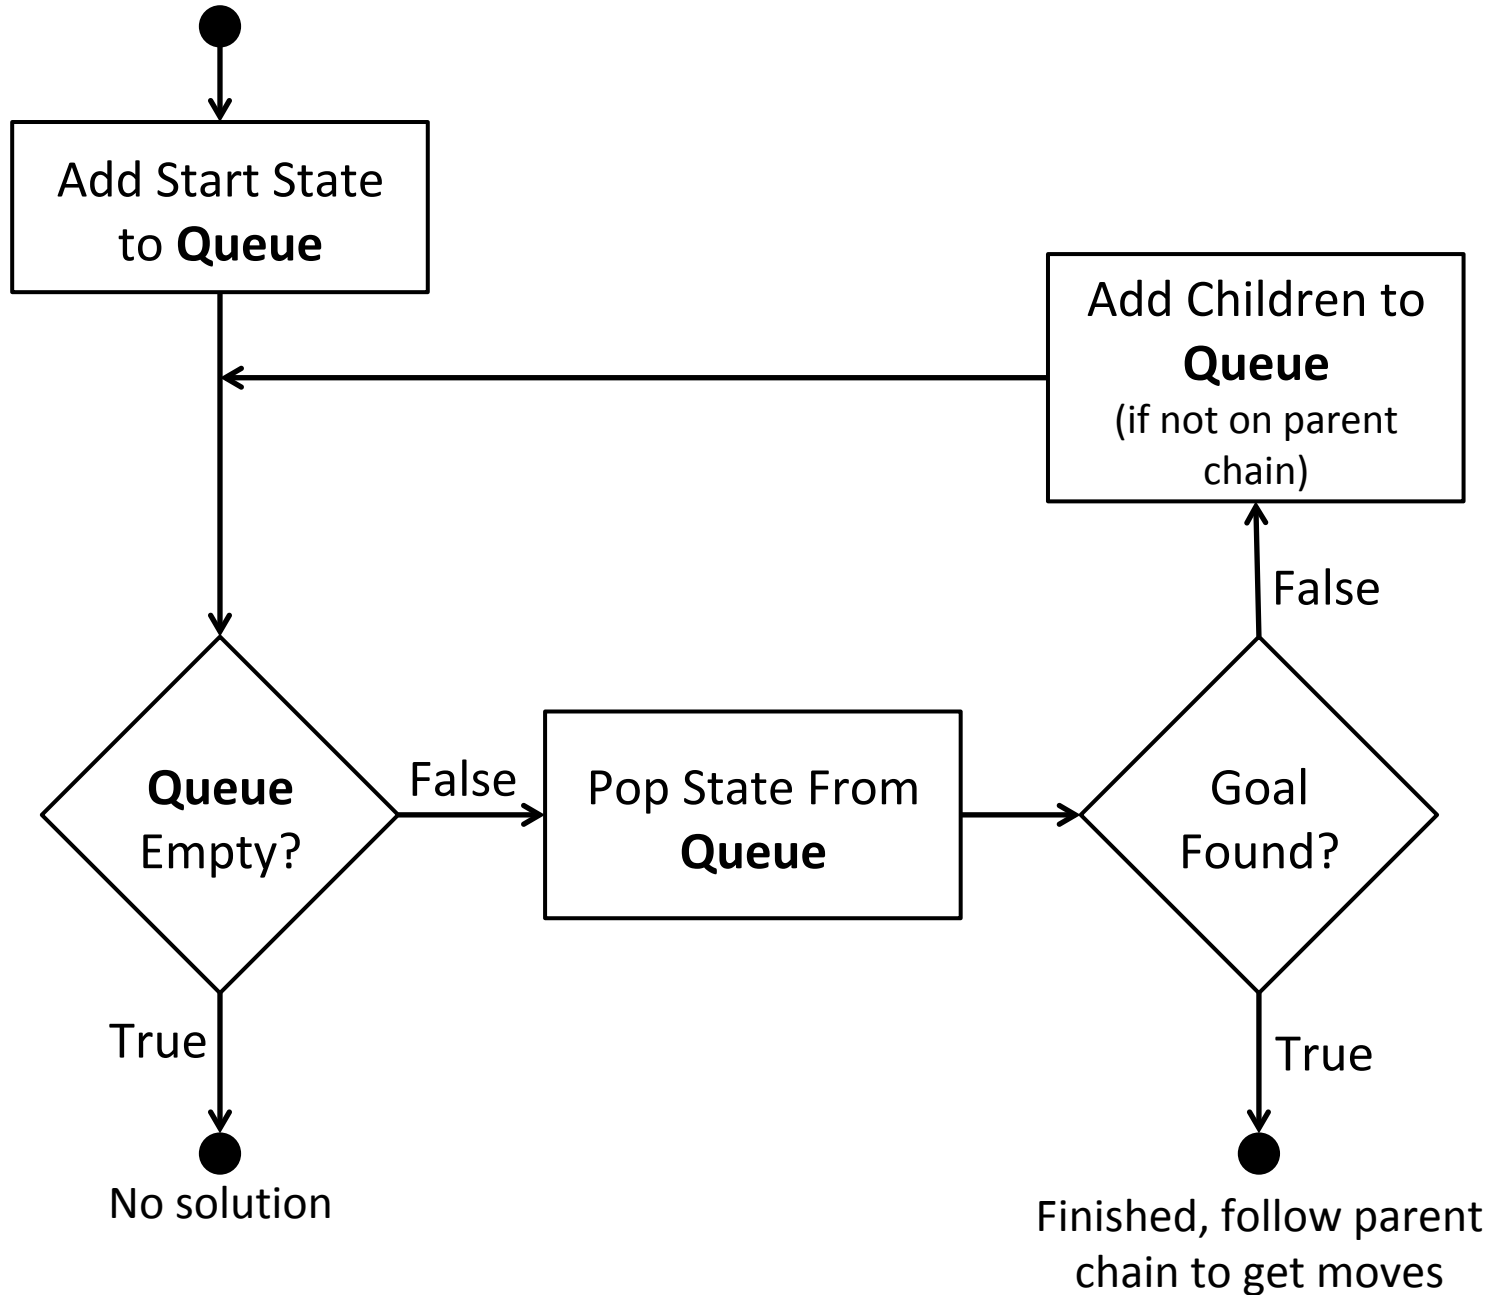 Add Start State
to Queue
Add Children to
Queue
(if not on parent
chain)
False
Queue
Empty?
False
Pop State From
Queue
Goal
Found?
True
True
No solution
Finished, follow parent
chain to get moves